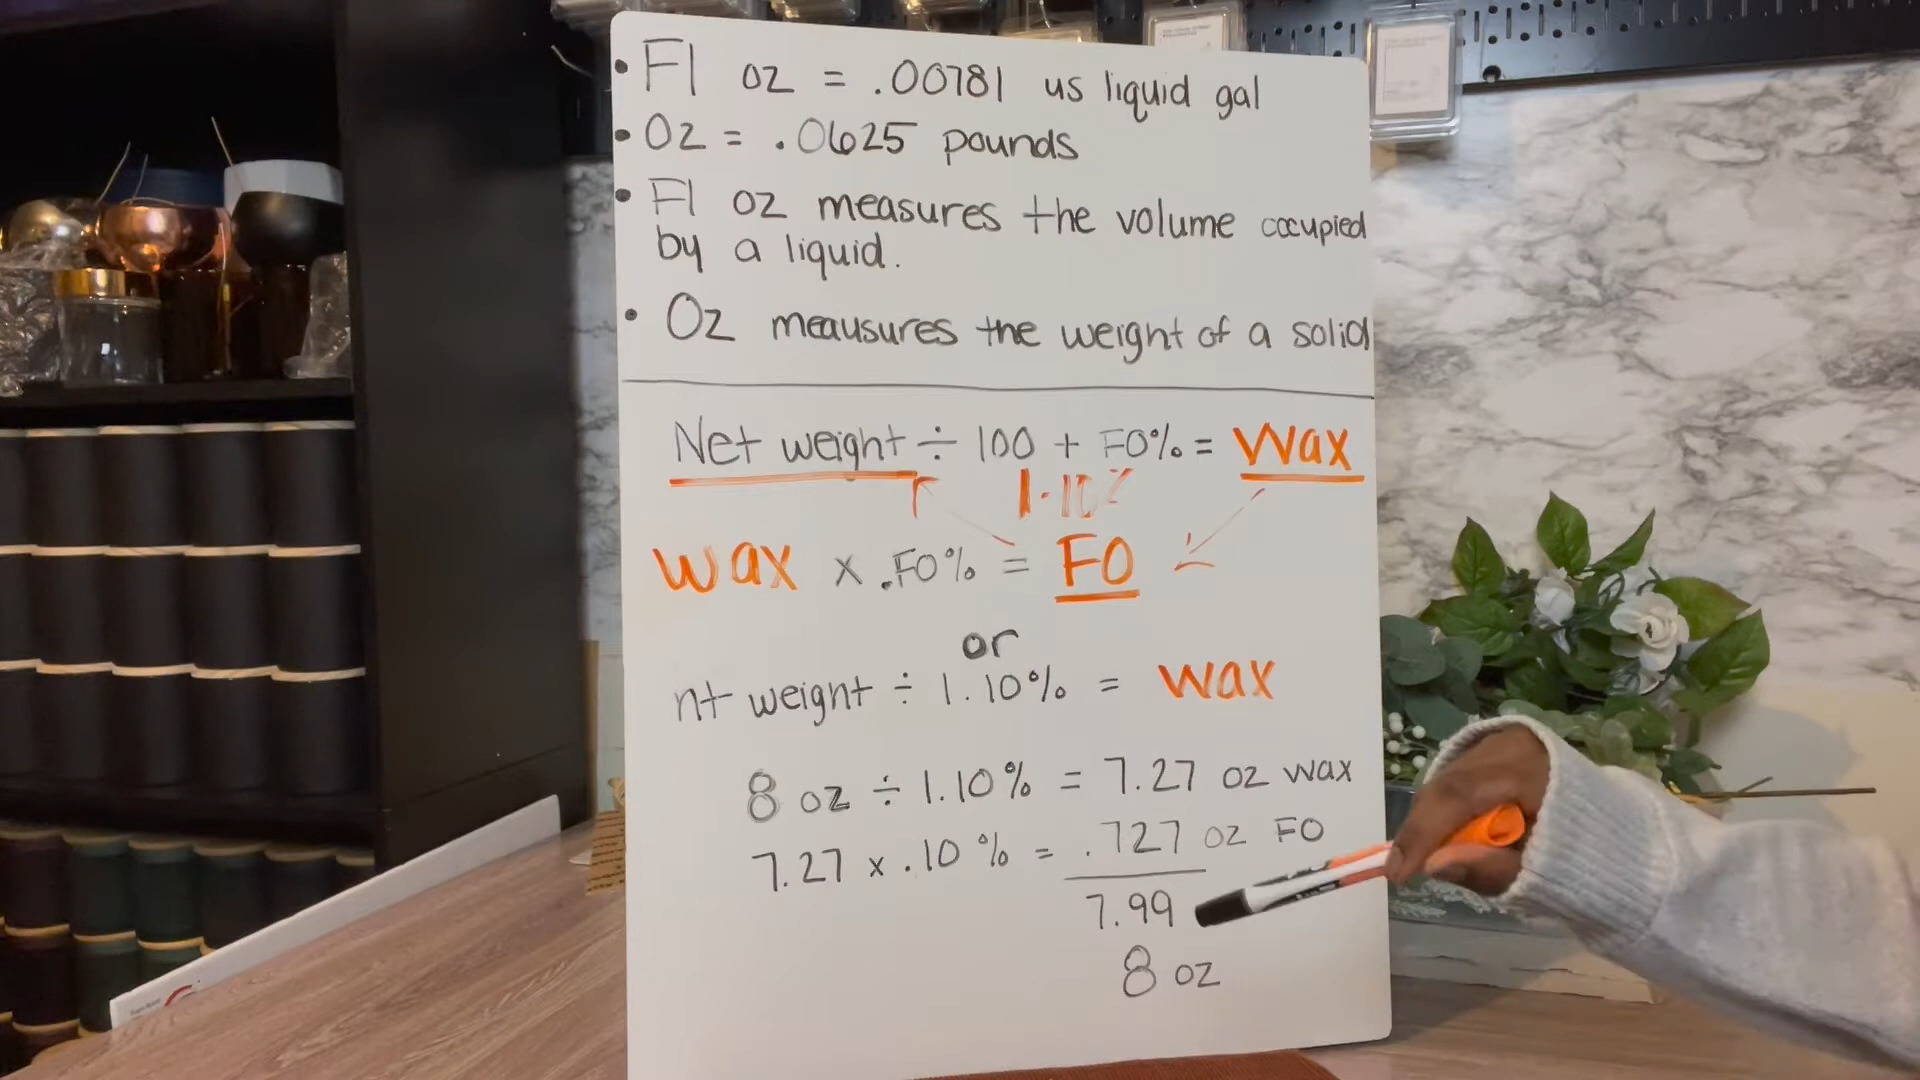 • Fl oz = .00781 us liquid gal
• Oz = .0625 pounds
• Fl oz measures the volume occupied
by a liquid.
• Oz meausures the weight of a solid
Net weight ÷ 100 + FO% = Wax
1.10%
wax x .FO% = FO
or
nt weight ÷ 1.10% = wax
8 oz ÷ 1.10% = 7.27 oz wax
7.27 x .10 % = .727 oz FO
7.99
8 oz